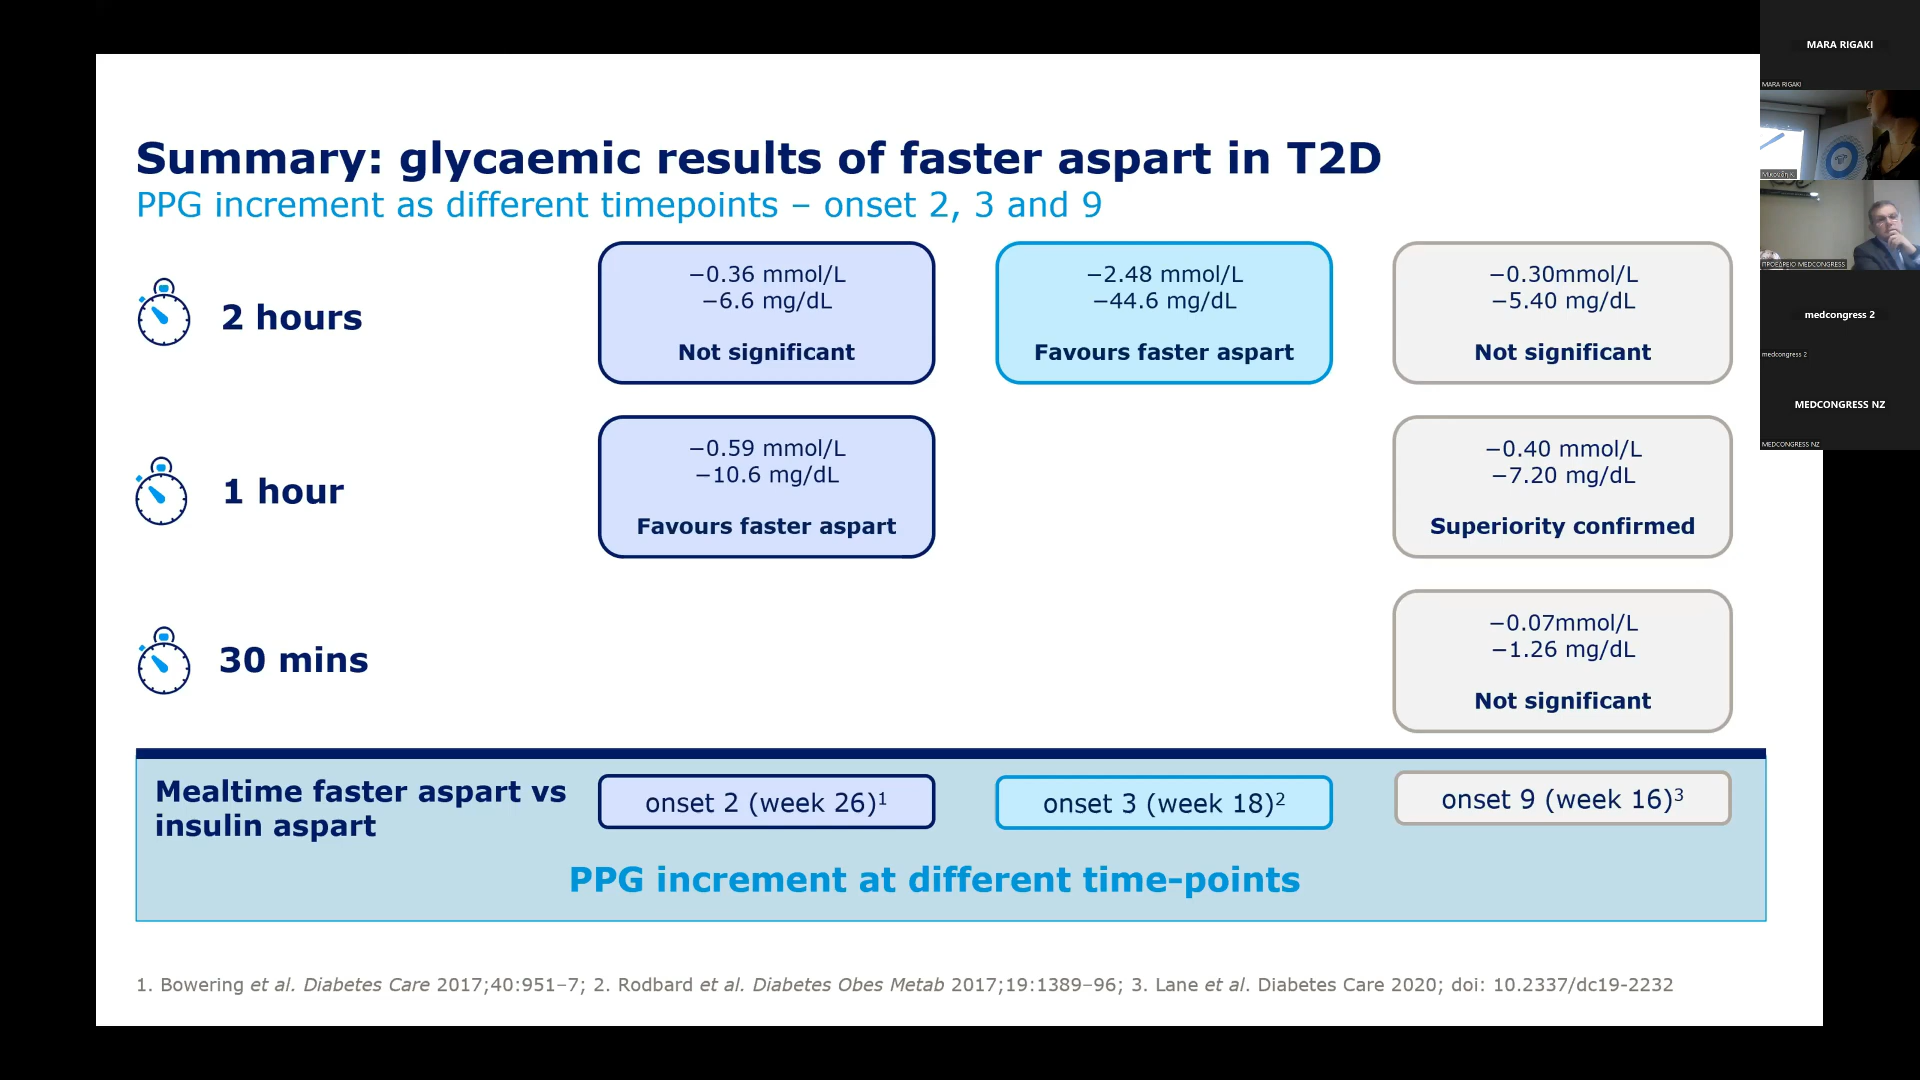 Summary: glycaemic results of faster aspart in T2D
PPG increment as different timepoints – onset 2, 3 and 9
2 hours
−0.36 mmol/L
−6.6 mg/dL
Not significant
−2.48 mmol/L
−44.6 mg/dL
Favours faster aspart
−0.30mmol/L
−5.40 mg/dL
Not significant
1 hour
−0.59 mmol/L
−10.6 mg/dL
Favours faster aspart
−0.40 mmol/L
−7.20 mg/dL
Superiority confirmed
30 mins
−0.07mmol/L
−1.26 mg/dL
Not significant
Mealtime faster aspart vs
insulin aspart
onset 2 (week 26)¹
onset 3 (week 18)²
onset 9 (week 16)³
PPG increment at different time-points
1. Bowering et al. Diabetes Care 2017;40:951–7; 2. Rodbard et al. Diabetes Obes Metab 2017;19:1389–96; 3. Lane et al. Diabetes Care 2020; doi: 10.2337/dc19-2232
MARA RIGAKI
MARA RIGAKI
ΠΡΟΕΔΡΕΙΟ MEDCONGRESS
medcongress 2
medcongress 2
MEDCONGRESS NZ
MEDCONGRESS NZ